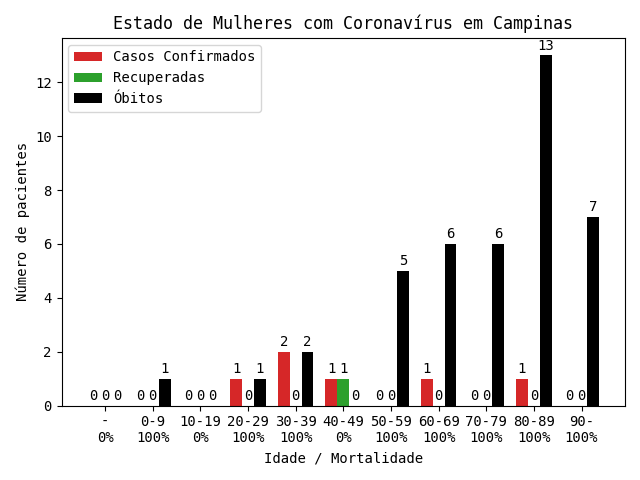 Estado de Mulheres com Coronavírus em Campinas
Casos Confirmados
Recuperadas
Óbitos
Número de pacientes
12
10
8
6
4
2
0
0 0 0
0 0 1
0 0 0
1 0 1
2 0 2
1 1 0
0 0 5
1 0 6
0 0 6
1 0 13
0 0 7
- 0-9 10-19 20-29 30-39 40-49 50-59 60-69 70-79 80-89 90-
0% 100% 0% 100% 100% 0% 100% 100% 100% 100% 100%
Idade / Mortalidade